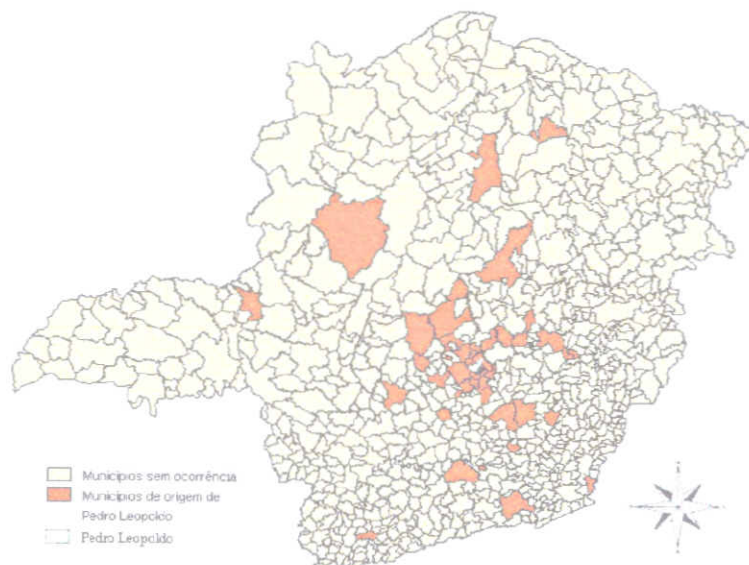 Municípios sem ocorrência
Municípios de origem de
Pedro Leopoldo
Pedro Leopoldo